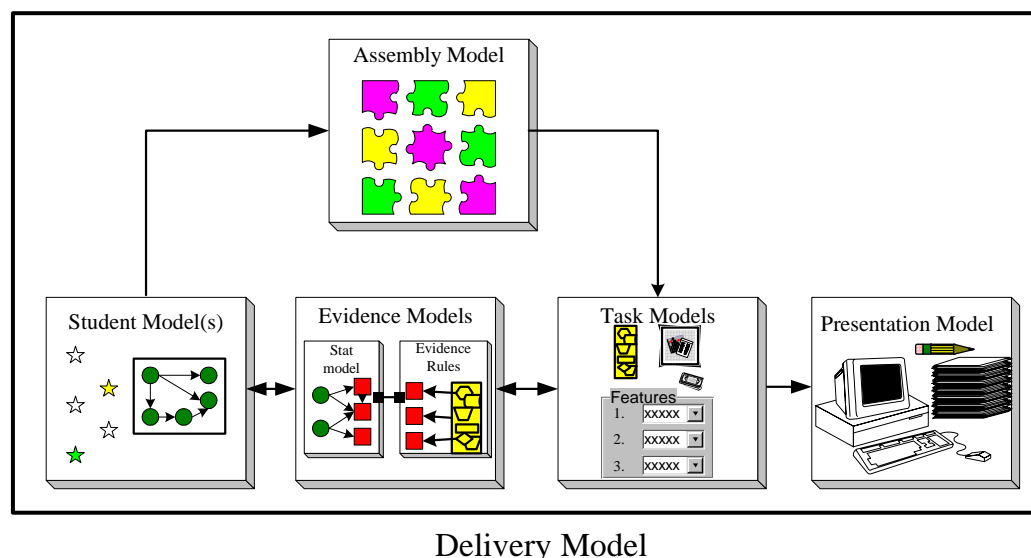 Assembly Model
Student Model(s)
Evidence Models
Stat
model
Evidence
Rules
Task Models
Features
1. xxxxx
2. xxxxx
3. xxxxx
Presentation Model
Delivery Model